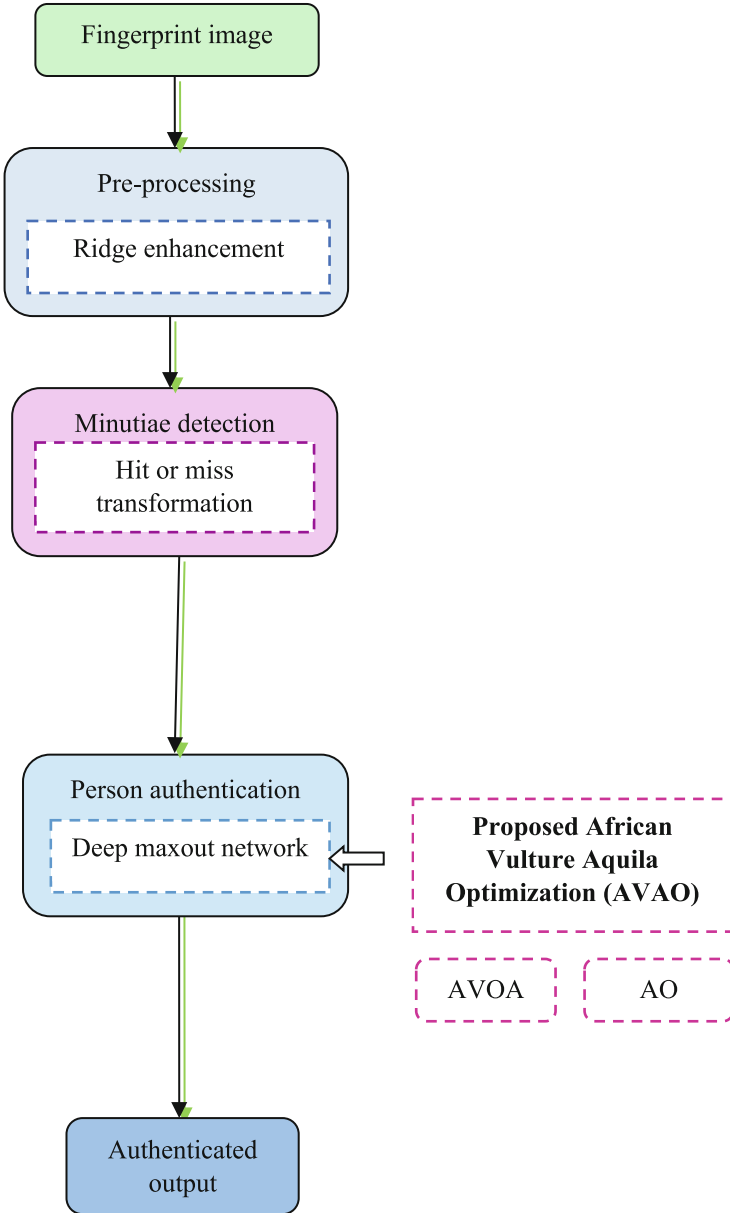 Fingerprint image
Pre-processing
Ridge enhancement
Minutiae detection
Hit or miss
transformation
Person authentication
Deep maxout network
Proposed African
Vulture Aquila
Optimization (AVAO)
AVOA
AO
Authenticated
output